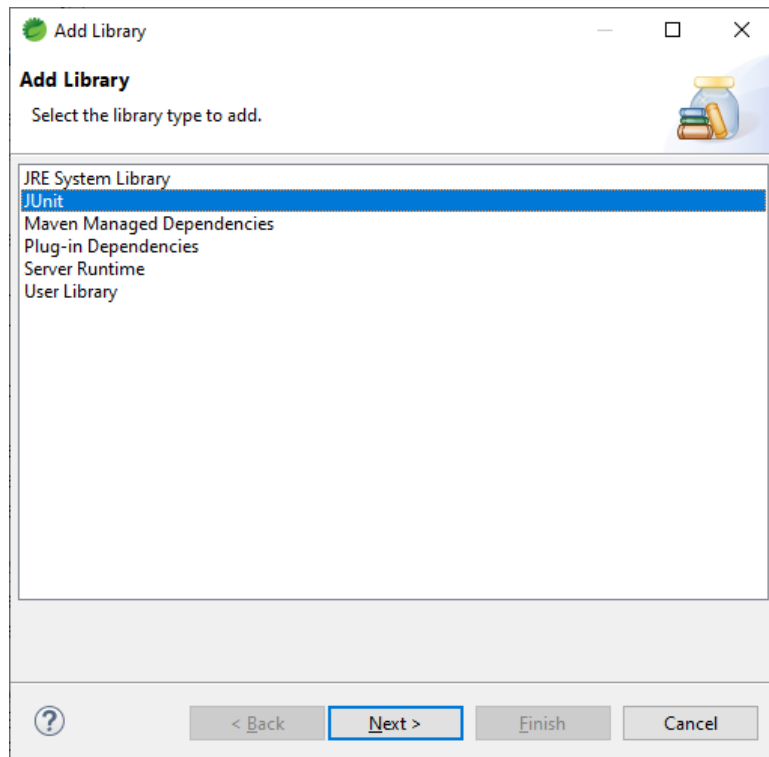 Add Library
Add Library
Select the library type to add.
JRE System Library
JUnit
Maven Managed Dependencies
Plug-in Dependencies
Server Runtime
User Library
? < Back Next > Finish Cancel